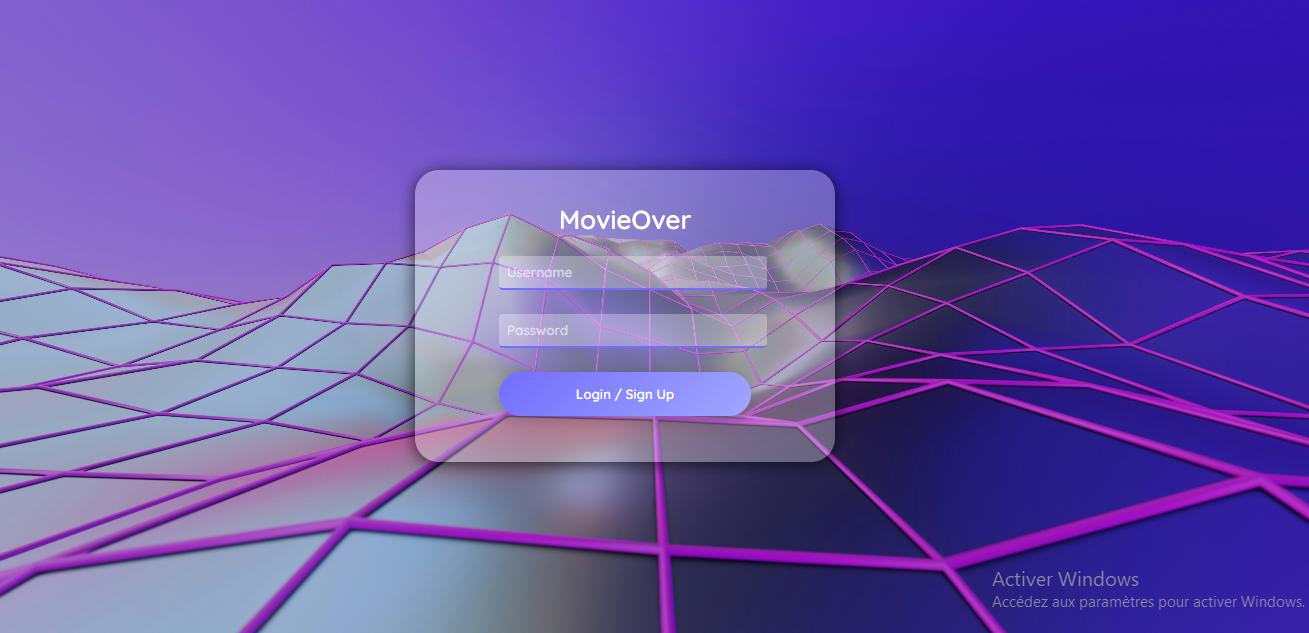 MovieOver
Username
Password
Login / Sign Up
Activer Windows
Accédez aux paramètres pour activer Windows.